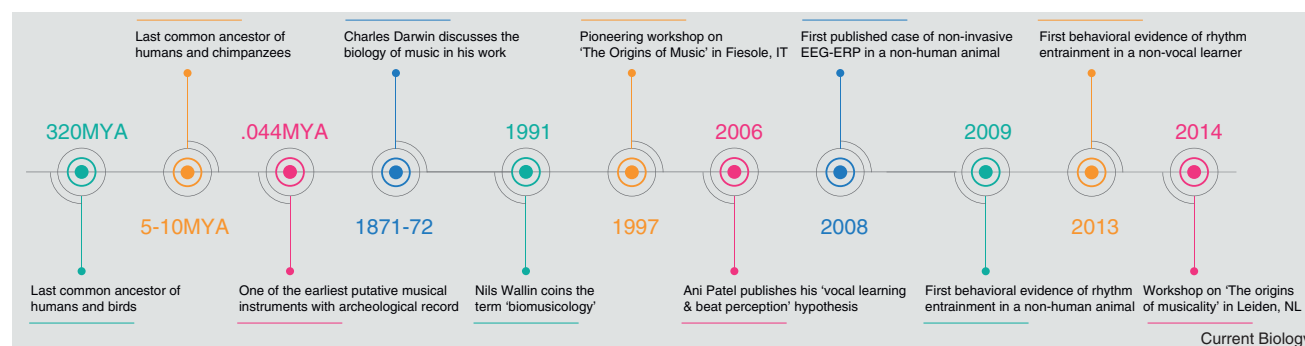 Last common ancestor of
humans and chimpanzees
Charles Darwin discusses the
biology of music in his work
Pioneering workshop on
‘The Origins of Music’ in Fiesole, IT
First published case of non-invasive
EEG-ERP in a non-human animal
First behavioral evidence of rhythm
entrainment in a non-vocal learner
320MYA
.044MYA
1991
2006
2009
2014
5-10MYA
1871-72
1997
2008
2013
Last common ancestor of
humans and birds
One of the earliest putative musical
instruments with archeological record
Nils Wallin coins the
term ‘biomusicology’
Ani Patel publishes his ‘vocal learning
& beat perception’ hypothesis
First behavioral evidence of rhythm
entrainment in a non-human animal
Workshop on ‘The origins
of musicality’ in Leiden, NL
Current Biology